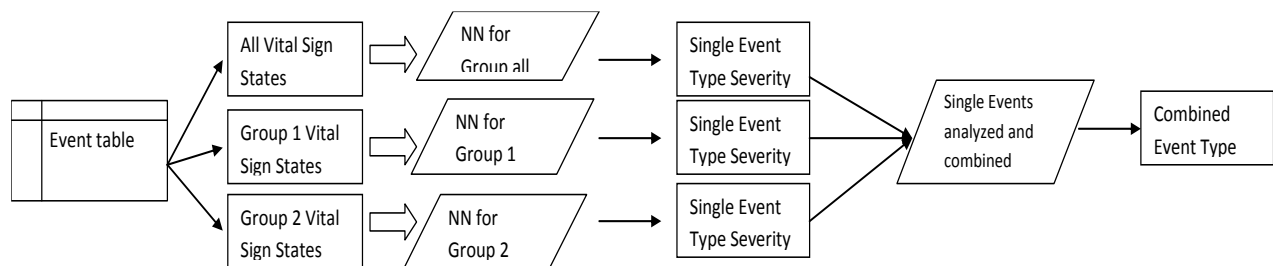 Event table
All Vital Sign
States
NN for
Group all
Single Event
Type Severity
Group 1 Vital
Sign States
NN for
Group 1
Single Event
Type Severity
Group 2 Vital
Sign States
NN for
Group 2
Single Event
Type Severity
Single Events
analyzed and
combined
Combined
Event Type